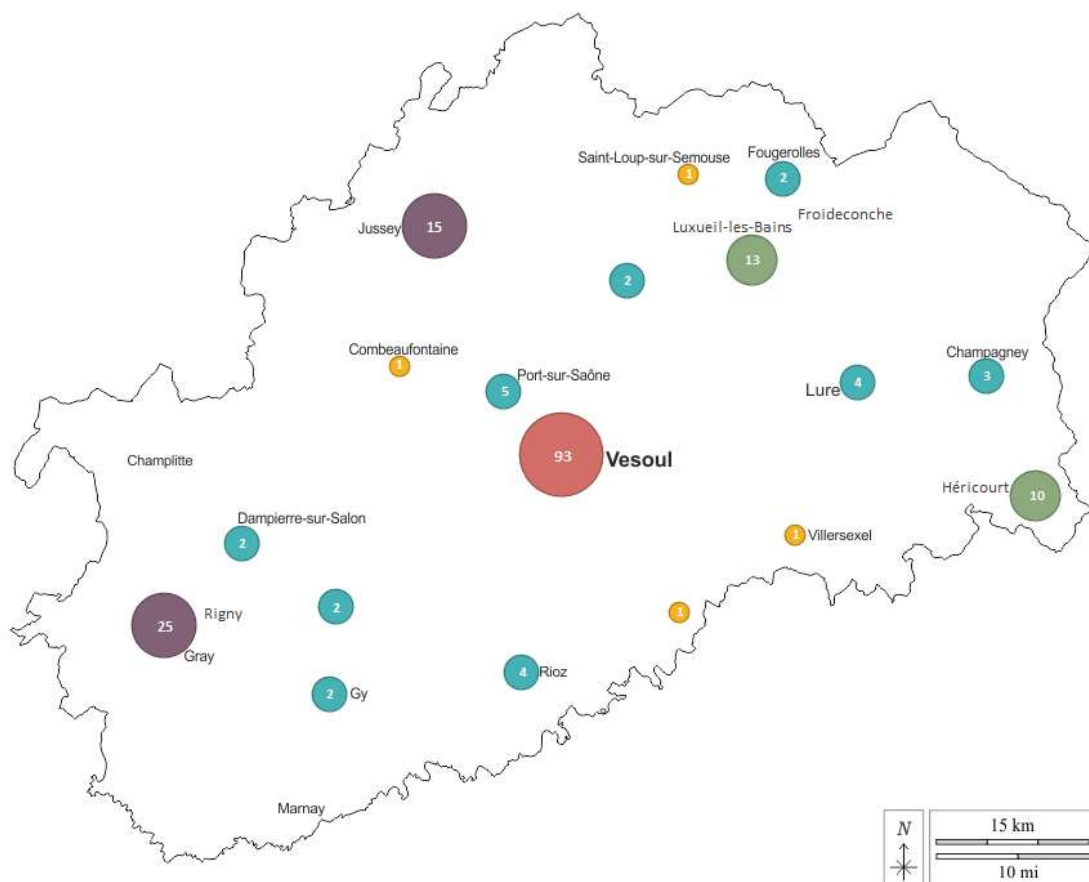 Saint-Loup-sur-Semouse
1
Fougerolles
2
Froideconche
Jussey
15
Luxueil-les-Bains
13
2
Combeaufontaine
1
Port-sur-Saône
5
Lure
4
Champagney
3
93
Vesoul
Champlitte
Héricourt
10
Dampierre-sur-Salon
2
1
Villersexel
Rigny
25
Gray
2
1
2
Gy
4
Rioz
Marnay
N
15 km
10 mi